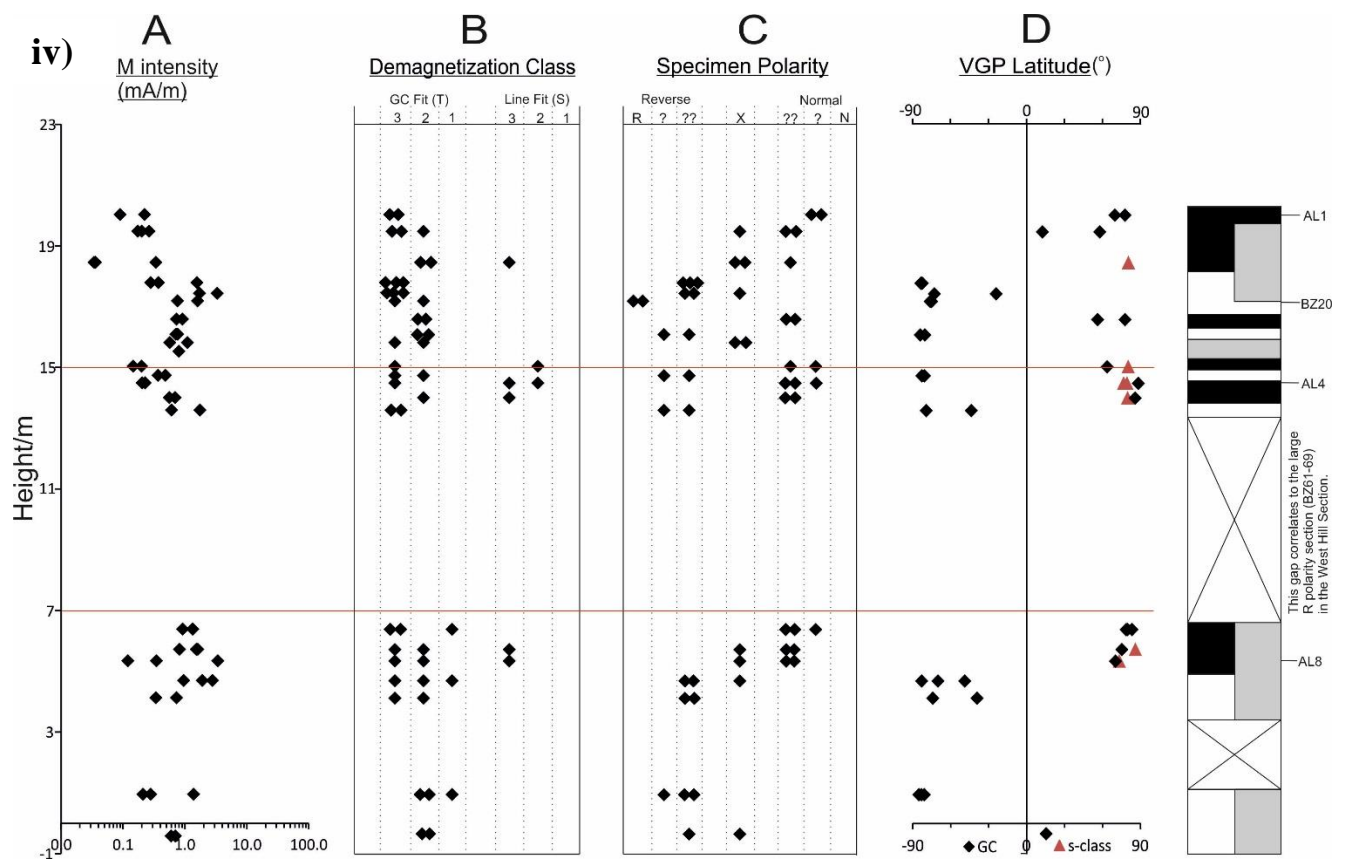 iv)
A B C D
M intensity
(mA/m)
Demagnetization Class
Specimen Polarity
VGP Latitude(°)
GC Fit (T) Line Fit (S)
3 2 1 3 2 1
Reverse Normal
R ? ?? X ?? ? N
-90 0 90
23
19
15
11
7
3
-1
Height/m
0.0 0.1 1.0 10.0 100.0
-90 0 90
GC s-class
AL1
BZ20
AL4
AL8
This gap correlates to the large
R polarity section (BZ61-69)
in the West Hill Section.